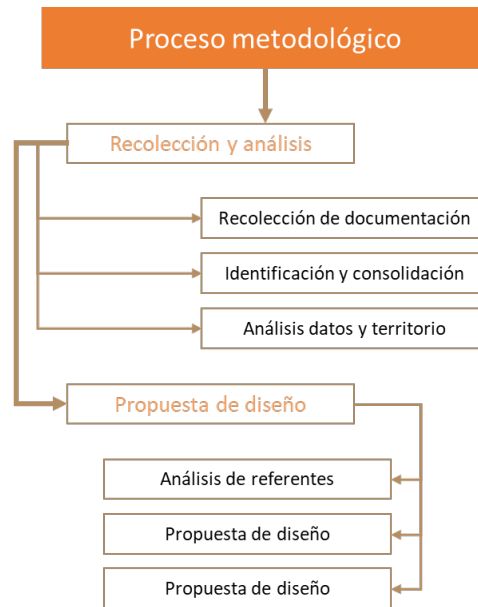 Proceso metodológico
Recolección y análisis
Recolección de documentación
Identificación y consolidación
Análisis datos y territorio
Propuesta de diseño
Análisis de referentes
Propuesta de diseño
Propuesta de diseño